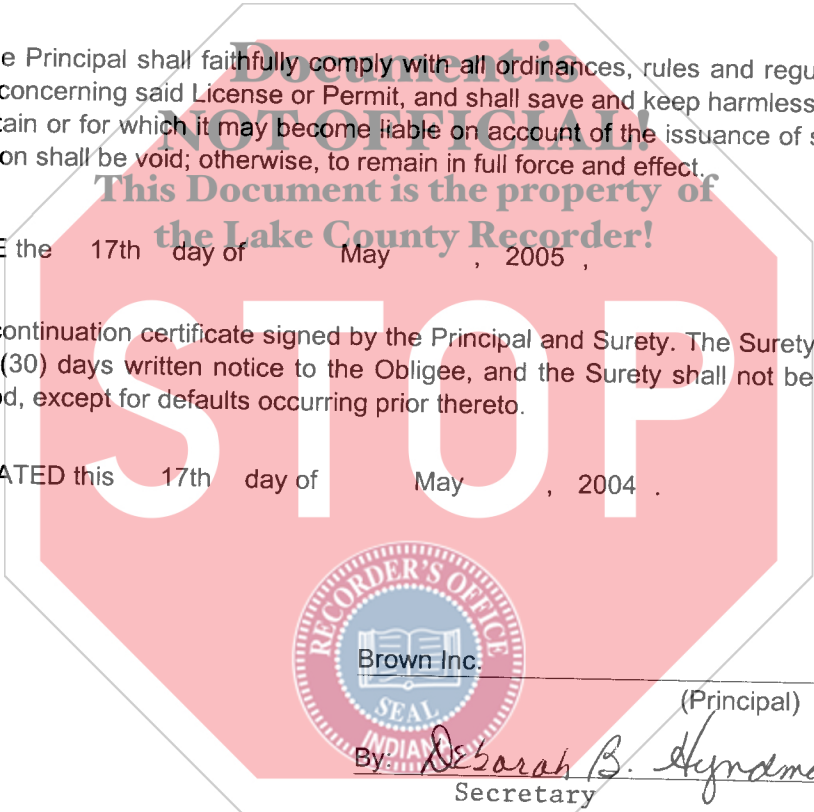 e Principal shall faithfully comply with all ordinances, rules and regu
Document is
concerning said License or Permit, and shall save and keep harmless
tain or for which it may become liable on account of the issuance of s
NOT OFFICIAL!
on shall be void; otherwise, to remain in full force and effect.
This Document is the property of
the Lake County Recorder!
E the 17th day of May , 2005 ,
STOP
continuation certificate signed by the Principal and Surety. The Surety
(30) days written notice to the Obligee, and the Surety shall not be
d, except for defaults occurring prior thereto.
ATED this 17th day of May , 2004 .
RECORDER'S OFFICE
SEAL
INDIANA
Brown Inc.
(Principal)
By: Deborah B. Hyndma
Secretary